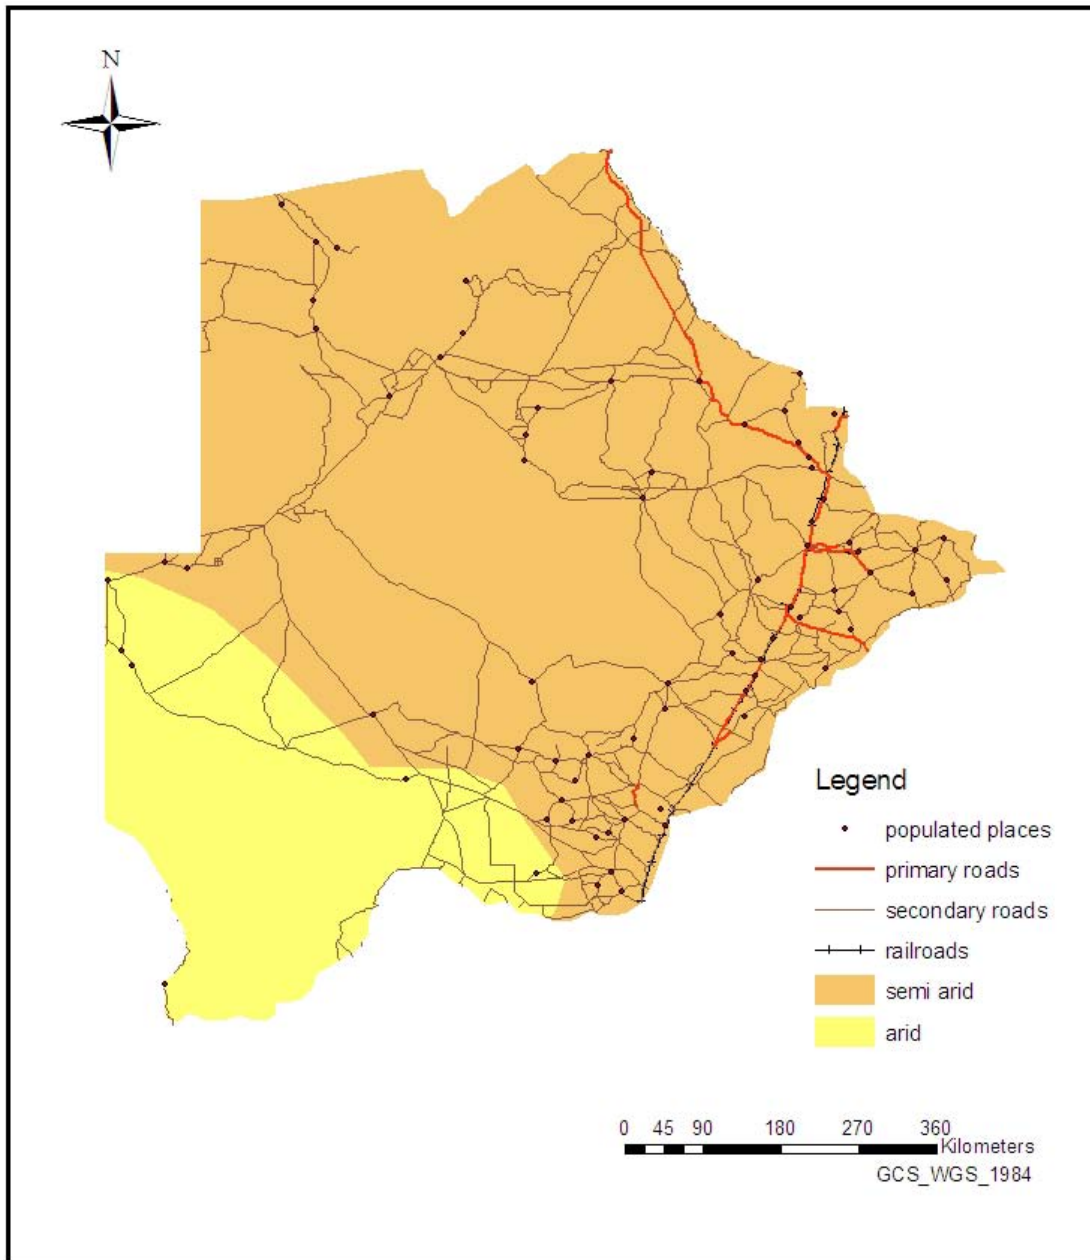 N
Legend
populated places
primary roads
secondary roads
railroads
semi arid
arid
0 45 90 180 270 360
Kilometers
GCS_WGS_1984